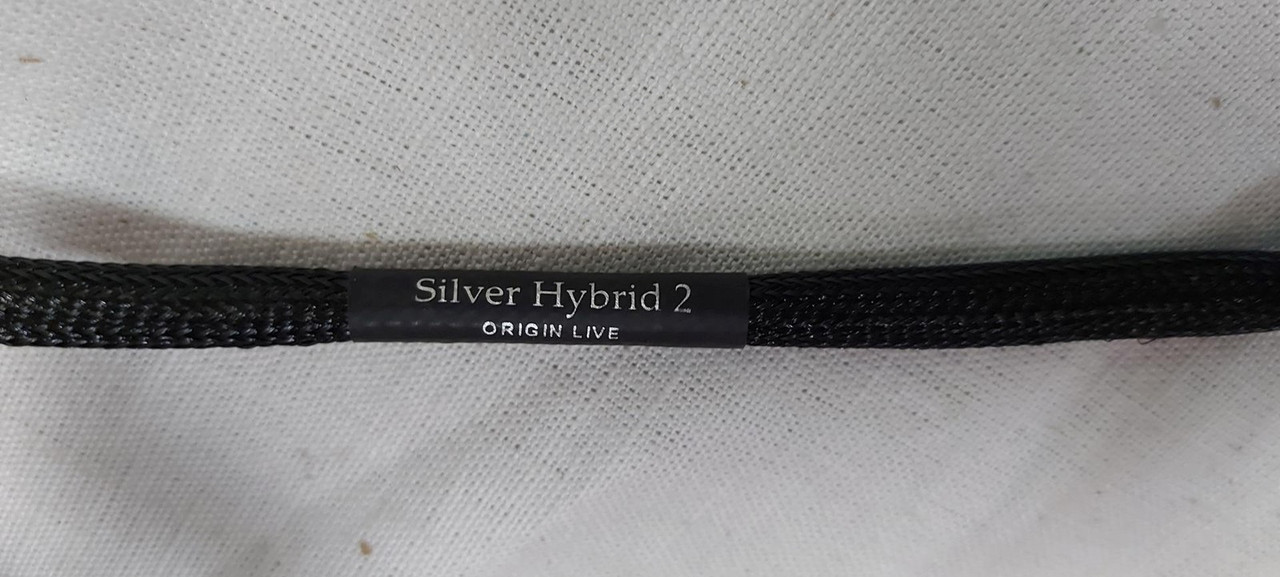 Silver Hybrid 2
ORIGIN LIVE